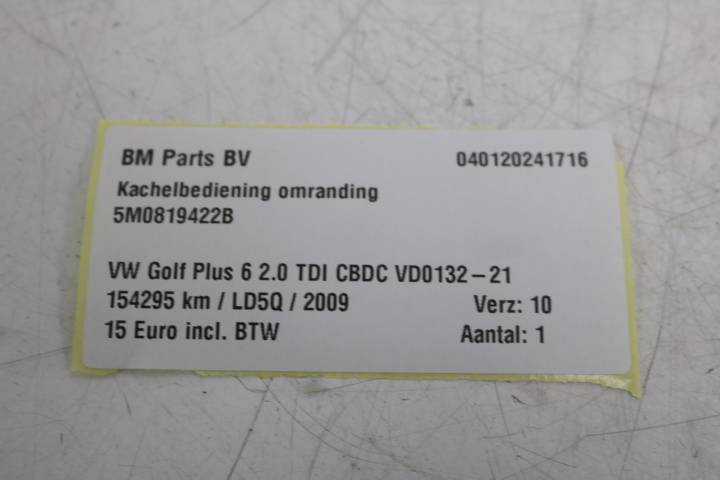 BM Parts BV 040120241716
Kachelbediening omranding
5M0819422B
VW Golf Plus 6 2.0 TDI CBDC VD0132-21
154295 km / LD5Q / 2009 Verz: 10
15 Euro incl. BTW Aantal: 1